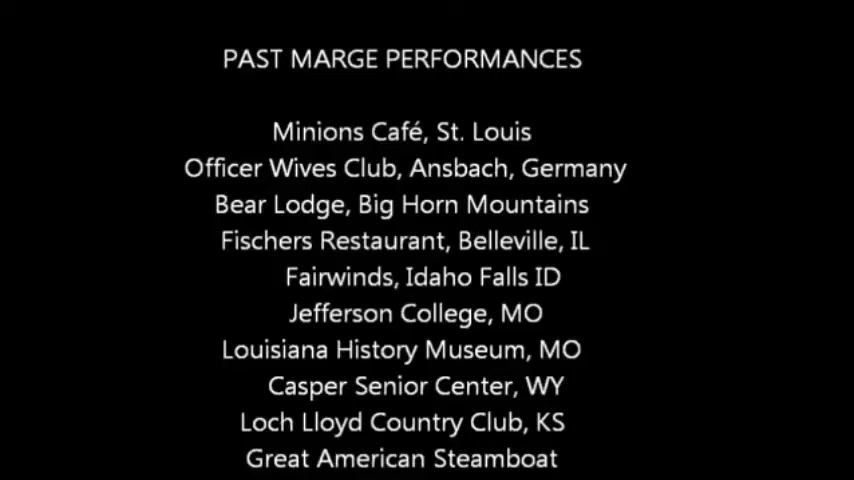 PAST MARGE PERFORMANCES
Minions Café, St. Louis
Officer Wives Club, Ansbach, Germany
Bear Lodge, Big Horn Mountains
Fischers Restaurant, Belleville, IL
Fairwinds, Idaho Falls ID
Jefferson College, MO
Louisiana History Museum, MO
Casper Senior Center, WY
Loch Lloyd Country Club, KS
Great American Steamboat